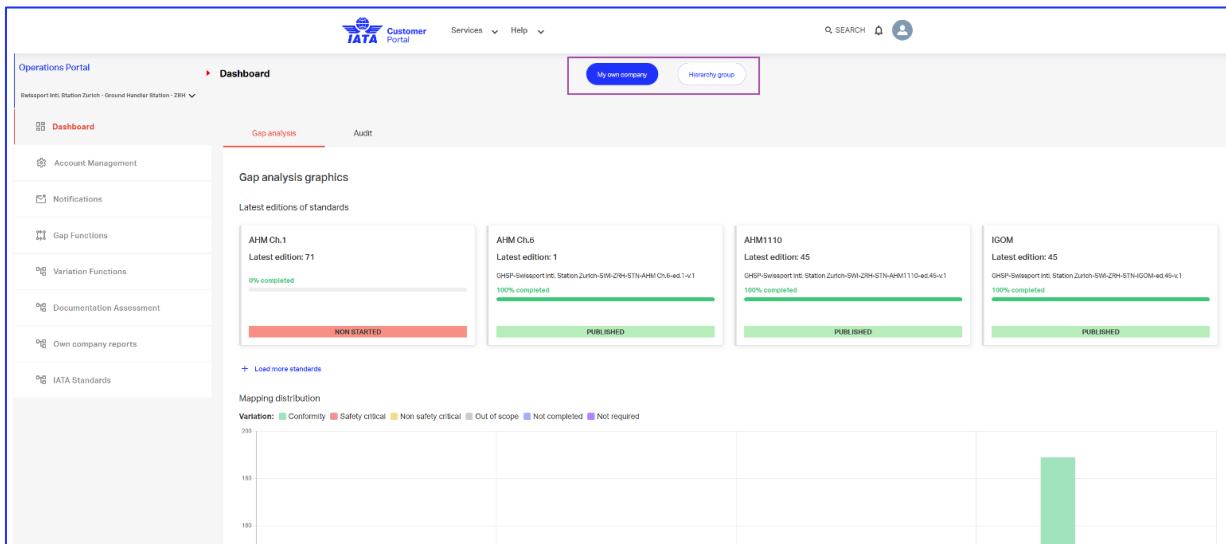 IATA
Customer
Portal
Services
Help
SEARCH
Operations Portal
Dashboard
My own company
Hierarchy group
Swissport Intl. Station Zurich - Ground Handler Station - ZRH
Dashboard
Account Management
Notifications
Gap Functions
Variation Functions
Documentation Assessment
Own company reports
IATA Standards
Gap analysis
Audit
Gap analysis graphics
Latest editions of standards
AHM Ch.1
Latest edition: 71
0% completed
NON STARTED
AHM Ch.6
Latest edition: 1
GHSP-Swissport Intl. Station Zurich-SWI-ZRH-STN-AHM Ch.6-ed.1-v.1
100% completed
PUBLISHED
AHM1110
Latest edition: 45
GHSP-Swissport Intl. Station Zurich-SWI-ZRH-STN-AHM1110-ed.45-v.1
100% completed
PUBLISHED
IGOM
Latest edition: 45
GHSP-Swissport Intl. Station Zurich-SWI-ZRH-STN-IGOM-ed.45-v.1
100% completed
PUBLISHED
+ Load more standards
Mapping distribution
Variation: Conformity Safety critical Non safety critical Out of scope Not completed Not required
200